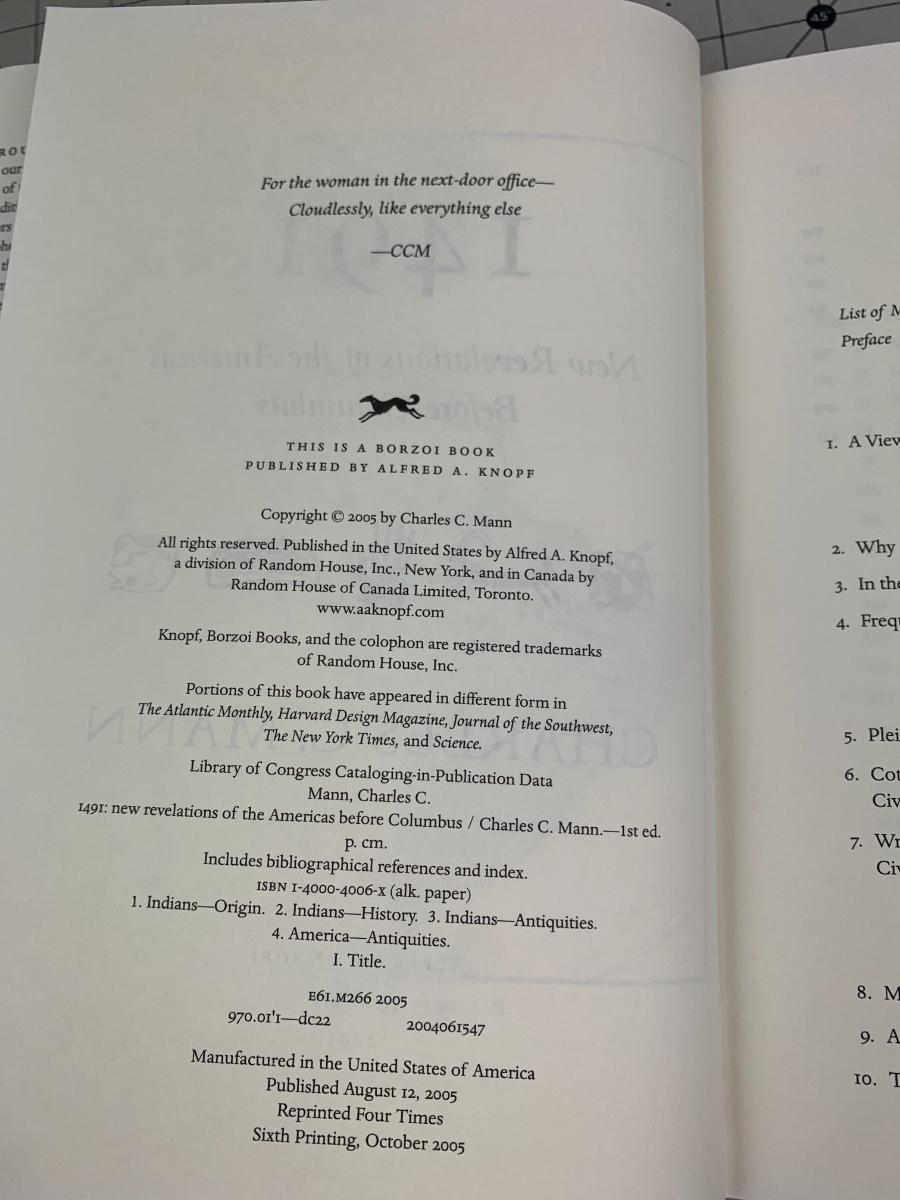 For the woman in the next-door office—
Cloudlessly, like everything else
—CCM
THIS IS A BORZOI BOOK
PUBLISHED BY ALFRED A. KNOPF
Copyright © 2005 by Charles C. Mann
All rights reserved. Published in the United States by Alfred A. Knopf,
a division of Random House, Inc., New York, and in Canada by
Random House of Canada Limited, Toronto.
www.aaknopf.com
Knopf, Borzoi Books, and the colophon are registered trademarks
of Random House, Inc.
Portions of this book have appeared in different form in
The Atlantic Monthly, Harvard Design Magazine, Journal of the Southwest,
The New York Times, and Science.
Library of Congress Cataloging-in-Publication Data
Mann, Charles C.
1491: new revelations of the Americas before Columbus / Charles C. Mann.—1st ed.
p. cm.
Includes bibliographical references and index.
ISBN 1-4000-4006-X (alk. paper)
1. Indians—Origin. 2. Indians—History. 3. Indians—Antiquities.
4. America—Antiquities.
I. Title.
E61.M266 2005
970.01'1—dc22 2004061547
Manufactured in the United States of America
Published August 12, 2005
Reprinted Four Times
Sixth Printing, October 2005
List of M
Preface
1. A View
2. Why
3. In the
4. Frequ
5. Plei
6. Cot
Civ
7. Wr
Civ
8. M
9. A
10. T
45°